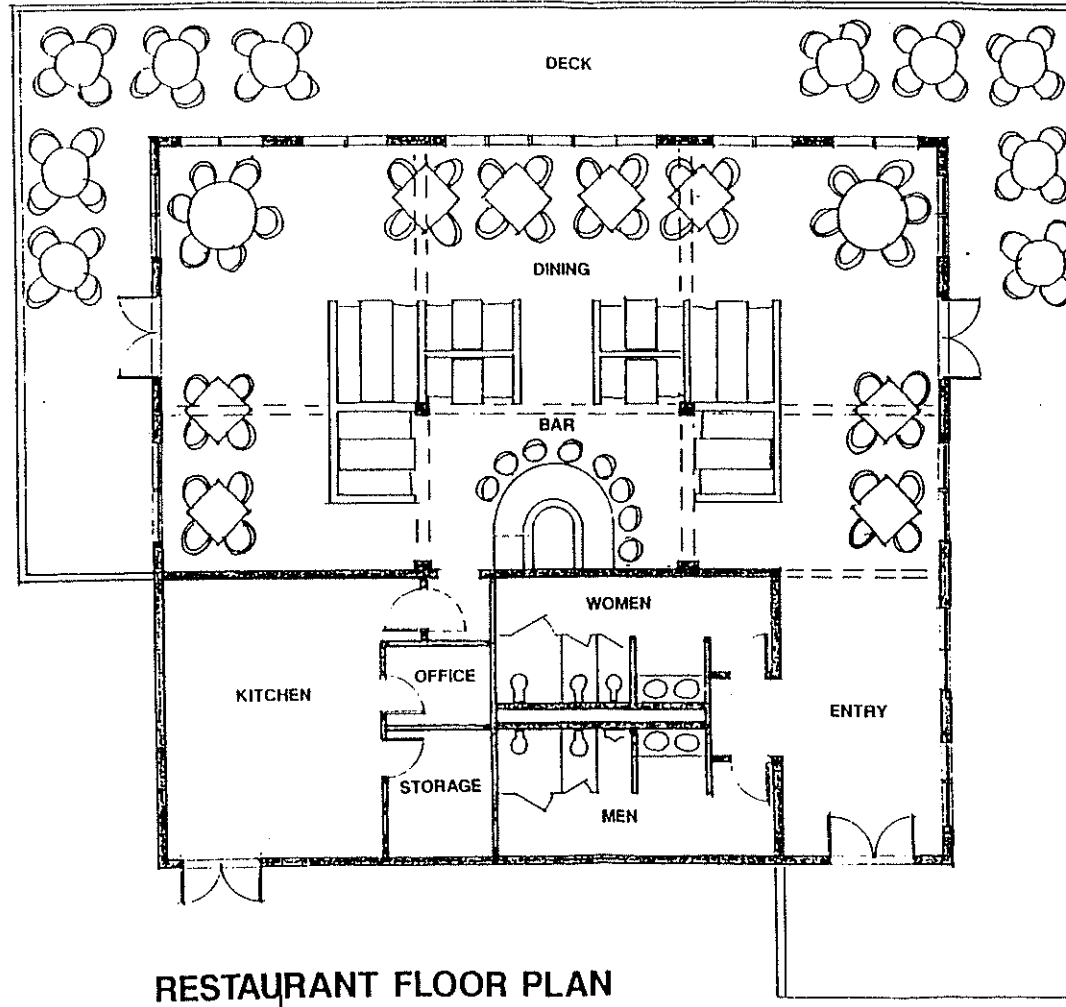 DECK
DINING
BAR
WOMEN
OFFICE
KITCHEN
ENTRY
STORAGE
MEN
RESTAURANT FLOOR PLAN